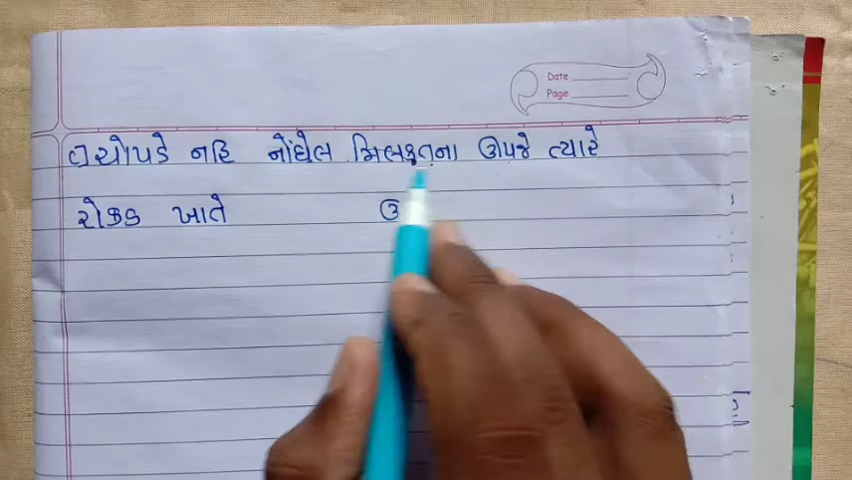 Date
Page
ચોપડે નહિ નોંધેલ મિલકતના ઊપજે ત્યારે
રોકડ ખાતે ઉ